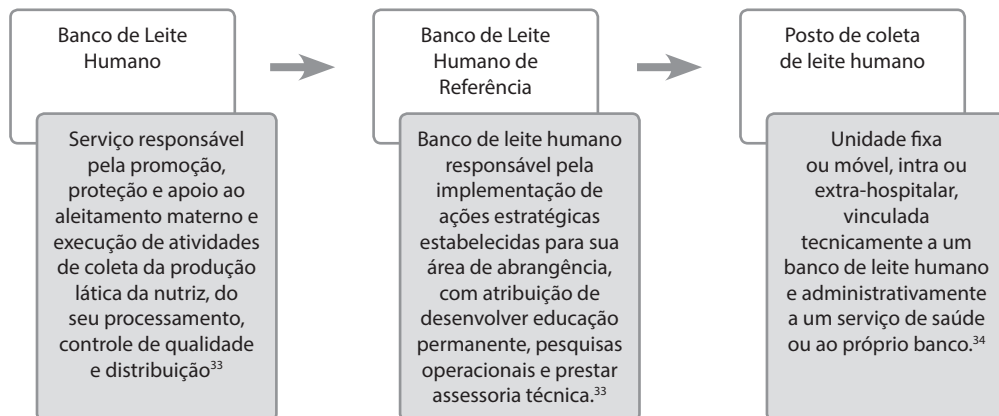 Banco de Leite
Humano
Serviço responsável
pela promoção,
proteção e apoio ao
aleitamento materno e
execução de atividades
de coleta da produção
lática da nutriz, do
seu processamento,
controle de qualidade
e distribuição³³
Banco de Leite
Humano de
Referência
Banco de leite humano
responsável pela
implementação de
ações estratégicas
estabelecidas para sua
área de abrangência,
com atribuição de
desenvolver educação
permanente, pesquisas
operacionais e prestar
assessoria técnica.³³
Posto de coleta
de leite humano
Unidade fixa
ou móvel, intra ou
extra-hospitalar,
vinculada
tecnicamente a um
banco de leite humano
e administrativamente
a um serviço de saúde
ou ao próprio banco.³⁴